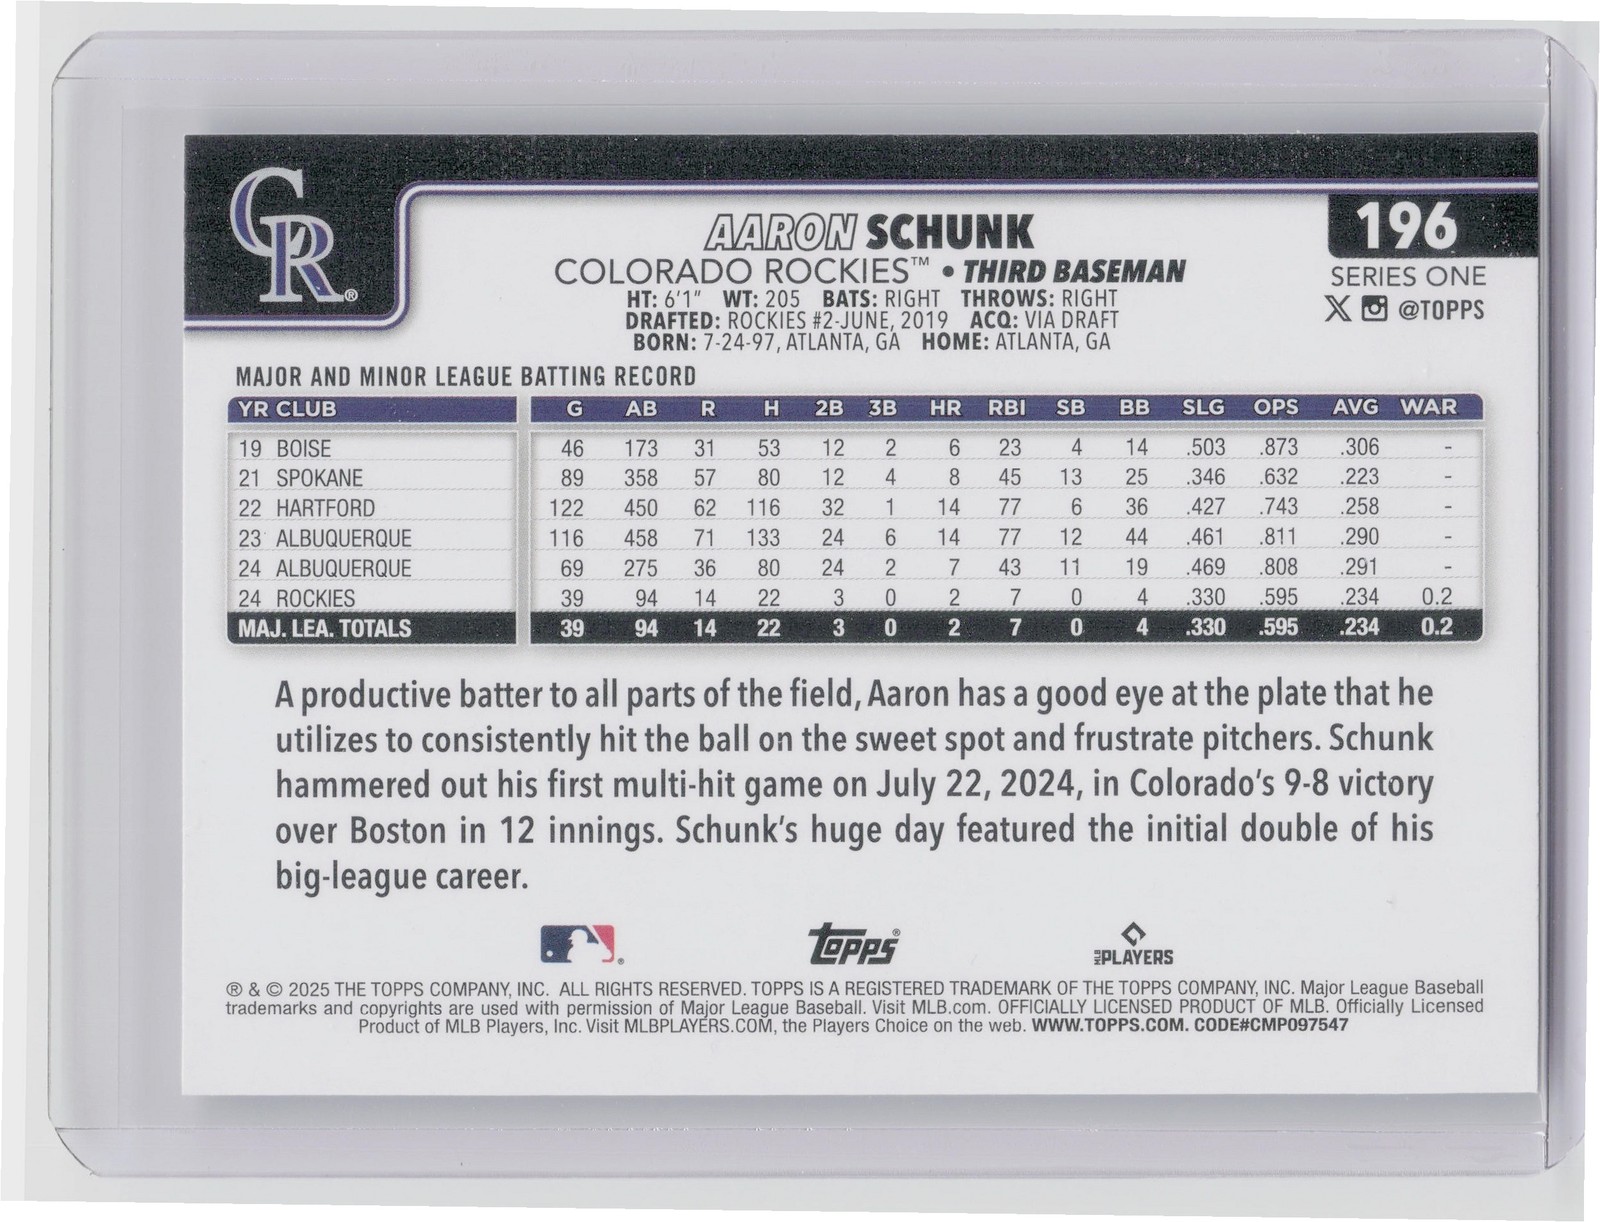 CR®
AARON SCHUNK
COLORADO ROCKIES™ • THIRD BASEMAN
HT: 6'1" WT: 205 BATS: RIGHT THROWS: RIGHT
DRAFTED: ROCKIES #2-JUNE, 2019 ACQ: VIA DRAFT
BORN: 7-24-97, ATLANTA, GA HOME: ATLANTA, GA
196
SERIES ONE
@TOPPS
MAJOR AND MINOR LEAGUE BATTING RECORD
YR CLUB G AB R H 2B 3B HR RBI SB BB SLG OPS AVG WAR
19 BOISE 46 173 31 53 12 2 6 23 4 14 .503 .873 .306 -
21 SPOKANE 89 358 57 80 12 4 8 45 13 25 .346 .632 .223 -
22 HARTFORD 122 450 62 116 32 1 14 77 6 36 .427 .743 .258 -
23 ALBUQUERQUE 116 458 71 133 24 6 14 77 12 44 .461 .811 .290 -
24 ALBUQUERQUE 69 275 36 80 24 2 7 43 11 19 .469 .808 .291 -
24 ROCKIES 39 94 14 22 3 0 2 7 0 4 .330 .595 .234 0.2
MAJ. LEA. TOTALS 39 94 14 22 3 0 2 7 0 4 .330 .595 .234 0.2
A productive batter to all parts of the field, Aaron has a good eye at the plate that he
utilizes to consistently hit the ball on the sweet spot and frustrate pitchers. Schunk
hammered out his first multi-hit game on July 22, 2024, in Colorado's 9-8 victory
over Boston in 12 innings. Schunk's huge day featured the initial double of his
big-league career.
topps®
MLB PLAYERS
® & © 2025 THE TOPPS COMPANY, INC. ALL RIGHTS RESERVED. TOPPS IS A REGISTERED TRADEMARK OF THE TOPPS COMPANY, INC. Major League Baseball
trademarks and copyrights are used with permission of Major League Baseball. Visit MLB.com. OFFICIALLY LICENSED PRODUCT OF MLB. Officially Licensed
Product of MLB Players, Inc. Visit MLBPLAYERS.COM, the Players Choice on the web. WWW.TOPPS.COM. CODE#CMP097547